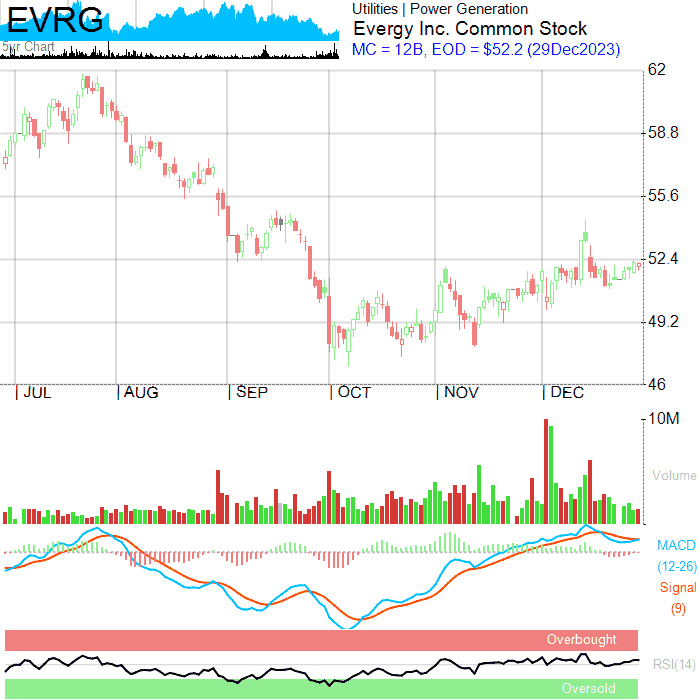 EVRG
5yr Chart
Utilities | Power Generation
Evergy Inc. Common Stock
MC = 12B, EOD = $52.2 (29Dec2023)
62
58.8
55.6
52.4
49.2
46
|JUL |AUG |SEP |OCT |NOV |DEC
10M
Volume
MACD
(12-26)
Signal
(9)
Overbought
RSI(14)
Oversold